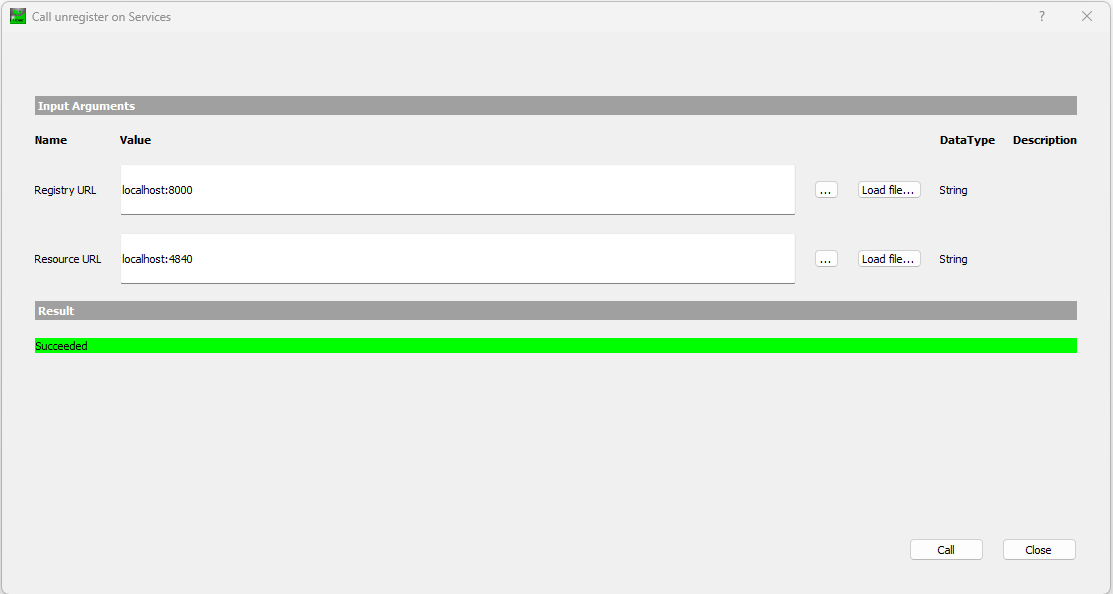 Call unregister on Services
?
Input Arguments
Name Value DataType Description
Registry URL localhost:8000 ... Load file... String
Resource URL localhost:4840 ... Load file... String
Result
Succeeded
Call Close